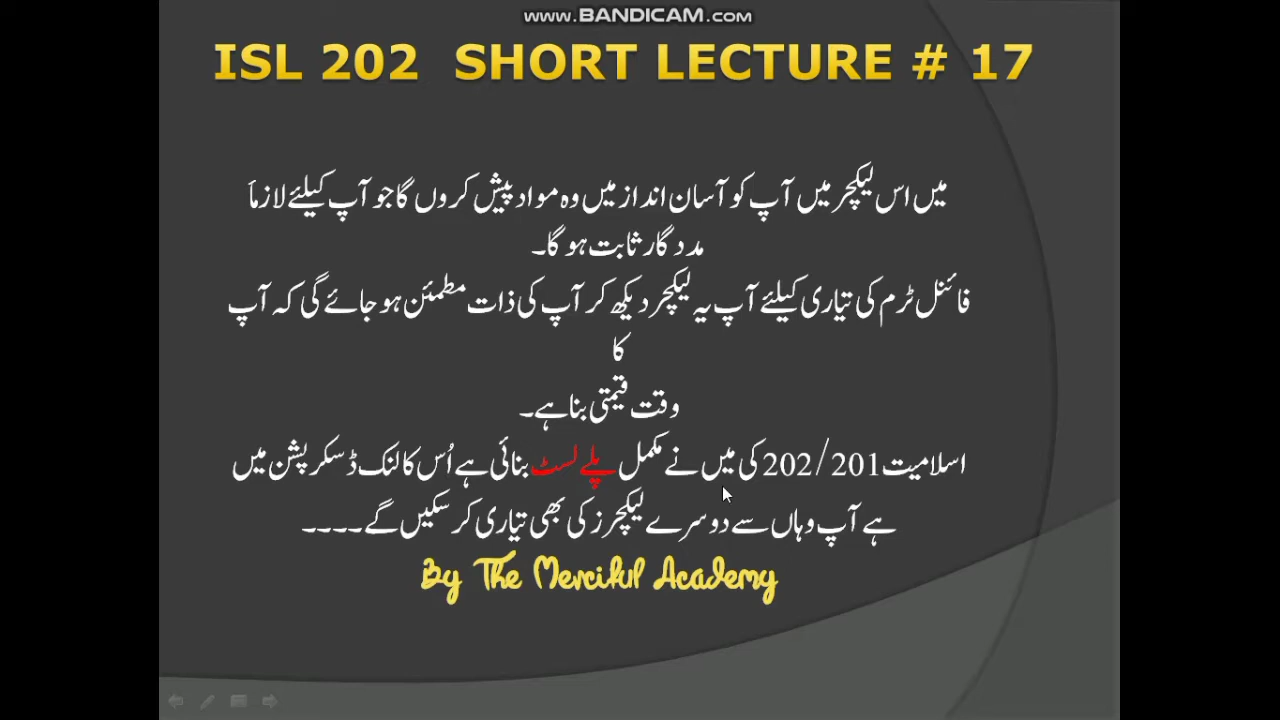 www.BANDICAM.com
ISL 202 SHORT LECTURE # 17
میں اس لیکچر میں آپ کو آسان انداز میں وہ مواد پیش کروں گا جو آپ کیلئے لازماً
مددگار ثابت ہوگا۔
فائنل ٹرم کی تیاری کیلئے آپ یہ لیکچر دیکھ کر آپ کی ذات مطمئن ہو جائے گی کہ آپ
کا
وقت قیمتی بنا ہے۔
اسلامیت 202/201 کی میں نے مکمل پلے لسٹ بنائی ہے اُس کا لنک ڈسکرپشن میں
ہے آپ وہاں سے دوسرے لیکچرز کی بھی تیاری کر سکیں گے۔۔۔۔
By The Merciful Academy